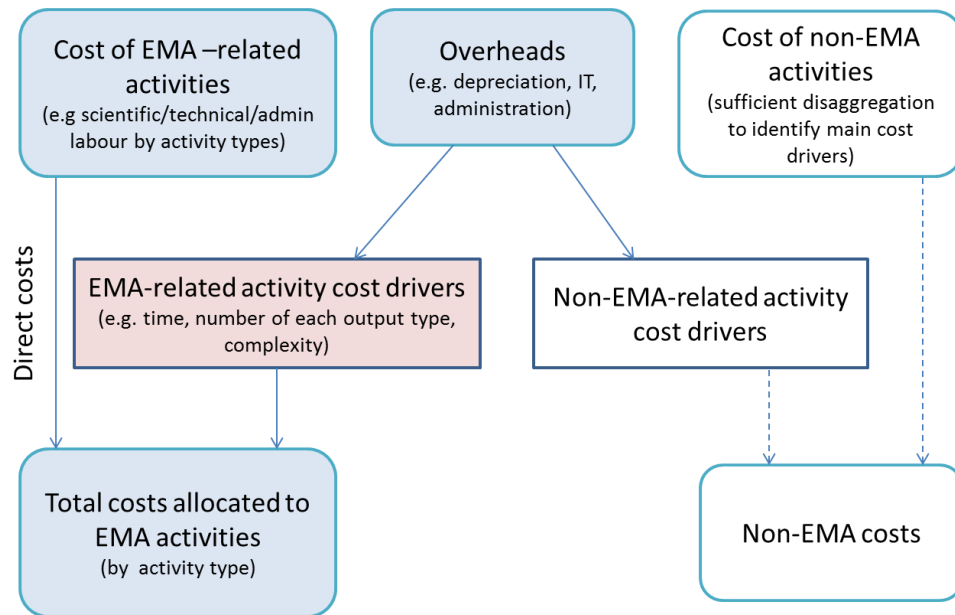 Cost of EMA –related
activities
(e.g scientific/technical/admin
labour by activity types)
Overheads
(e.g. depreciation, IT,
administration)
Cost of non-EMA
activities
(sufficient disaggregation
to identify main cost
drivers)
Direct costs
EMA-related activity cost drivers
(e.g. time, number of each output type,
complexity)
Non-EMA-related activity
cost drivers
Total costs allocated to
EMA activities
(by activity type)
Non-EMA costs